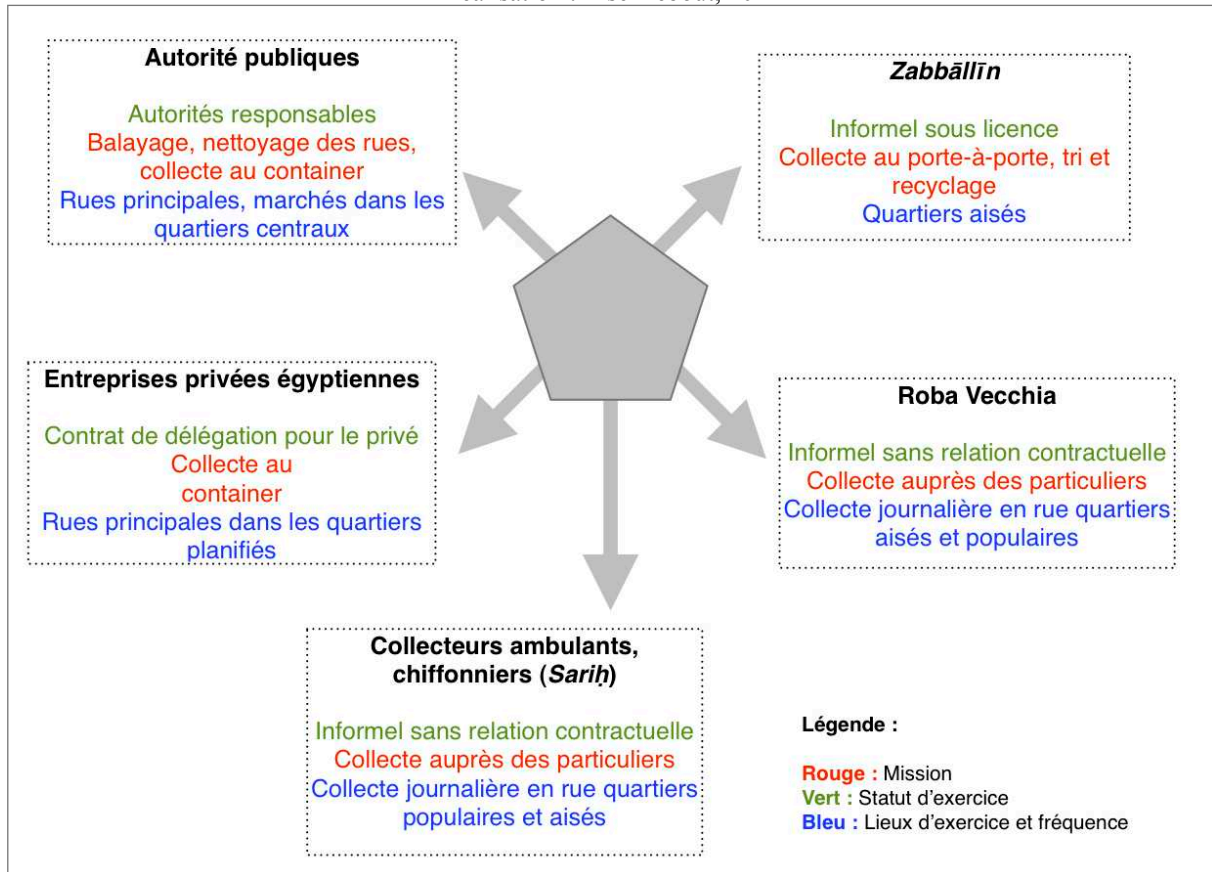 Autorité publiques
Autorités responsables
Balayage, nettoyage des rues,
collecte au container
Rues principales, marchés dans les
quartiers centraux
Zabbāllīn
Informel sous licence
Collecte au porte-à-porte, tri et
recyclage
Quartiers aisés
Entreprises privées égyptiennes
Contrat de délégation pour le privé
Collecte au
container
Rues principales dans les quartiers
planifiés
Roba Vecchia
Informel sans relation contractuelle
Collecte auprès des particuliers
Collecte journalière en rue quartiers
aisés et populaires
Collecteurs ambulants,
chiffonniers (Sariḥ)
Informel sans relation contractuelle
Collecte auprès des particuliers
Collecte journalière en rue quartiers
populaires et aisés
Légende :
Rouge : Mission
Vert : Statut d'exercice
Bleu : Lieux d'exercice et fréquence